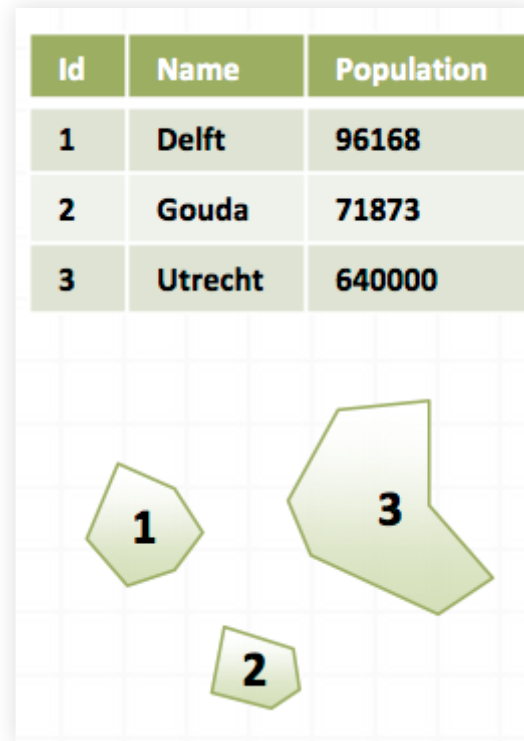 Id Name Population
1 Delft 96168
2 Gouda 71873
3 Utrecht 640000
3
1
2